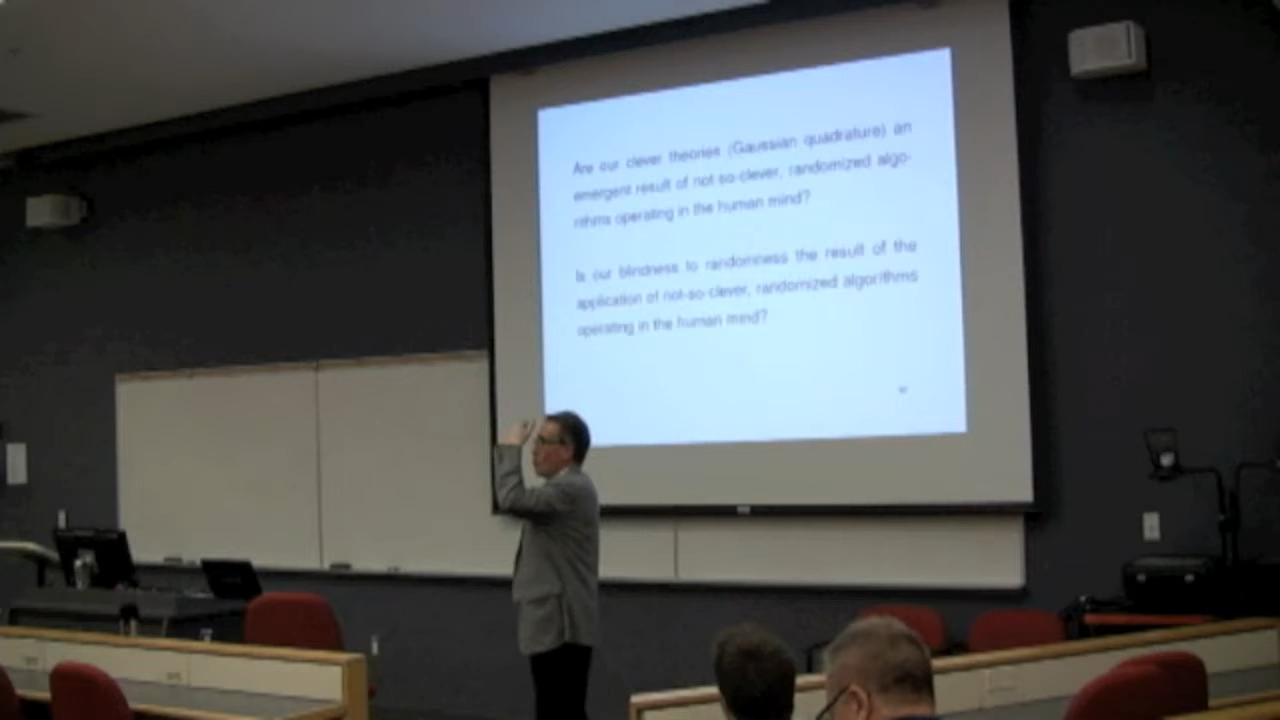 Are our clever theories (Gaussian quadrature) an
emergent result of not-so-clever, randomized algo-
rithms operating in the human mind?
Is our blindness to randomness the result of the
application of not-so-clever, randomized algorithms
operating in the human mind?